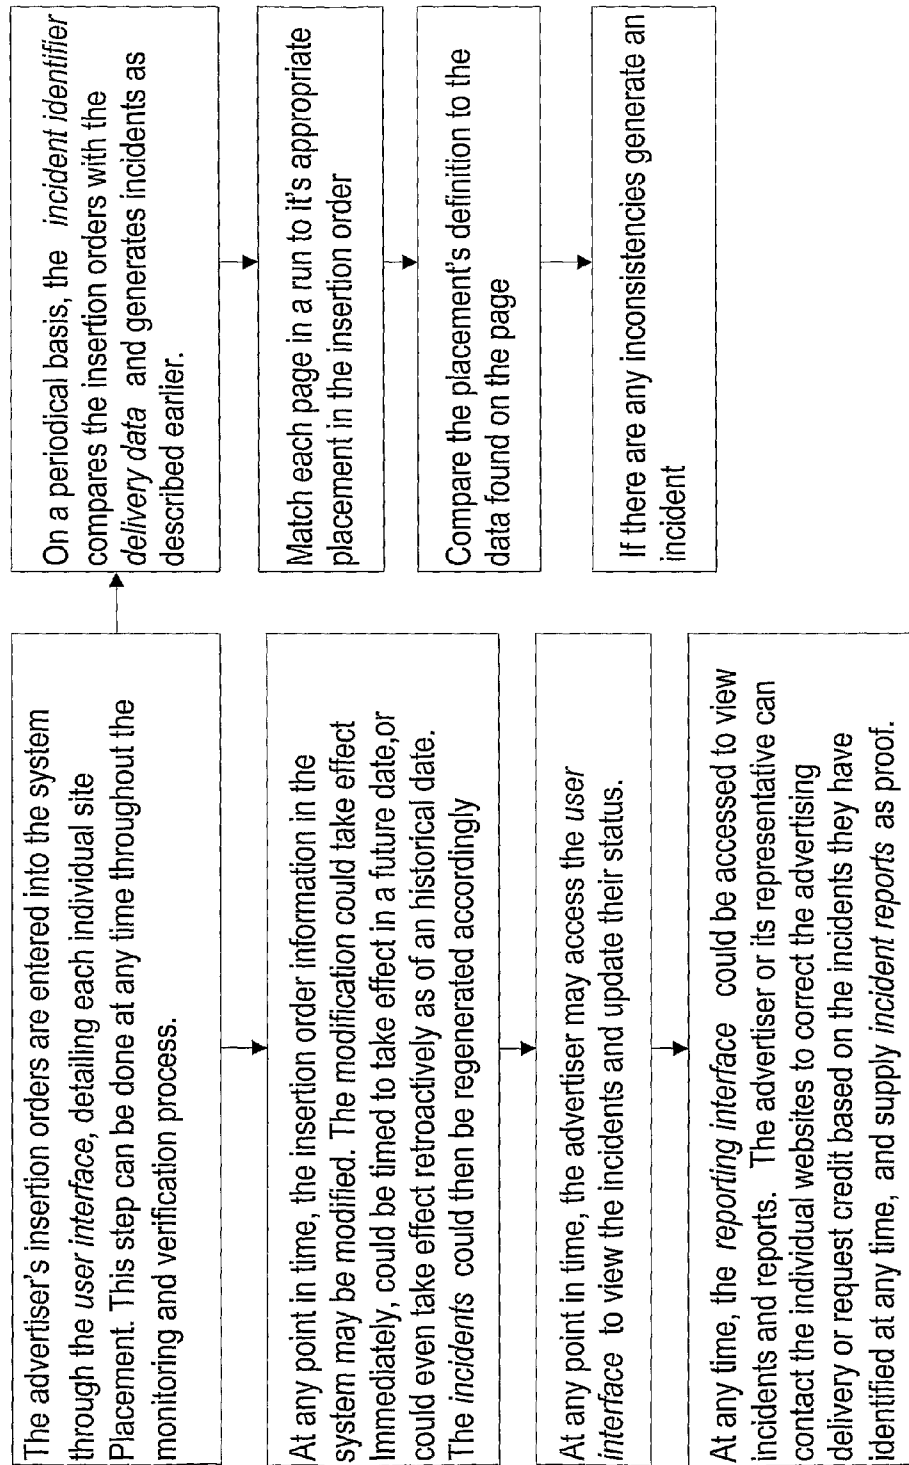 The advertiser's insertion orders are entered into the system
through the user interface, detailing each individual site
Placement. This step can be done at any time throughout the
monitoring and verification process.
At any point in time, the insertion order information in the
system may be modified. The modification could take effect
Immediately, could be timed to take effect in a future date,or
could even take effect retroactively as of an historical date.
The incidents could then be regenerated accordingly
At any point in time, the advertiser may access the user
interface to view the incidents and update their status.
At any time, the reporting interface could be accessed to view
incidents and reports. The advertiser or its representative can
contact the individual websites to correct the advertising
delivery or request credit based on the incidents they have
identified at any time, and supply incident reports as proof.
On a periodical basis, the incident identifier
compares the insertion orders with the
delivery data and generates incidents as
described earlier.
Match each page in a run to it's appropriate
placement in the insertion order
Compare the placement's definition to the
data found on the page
If there are any inconsistencies generate an
incident